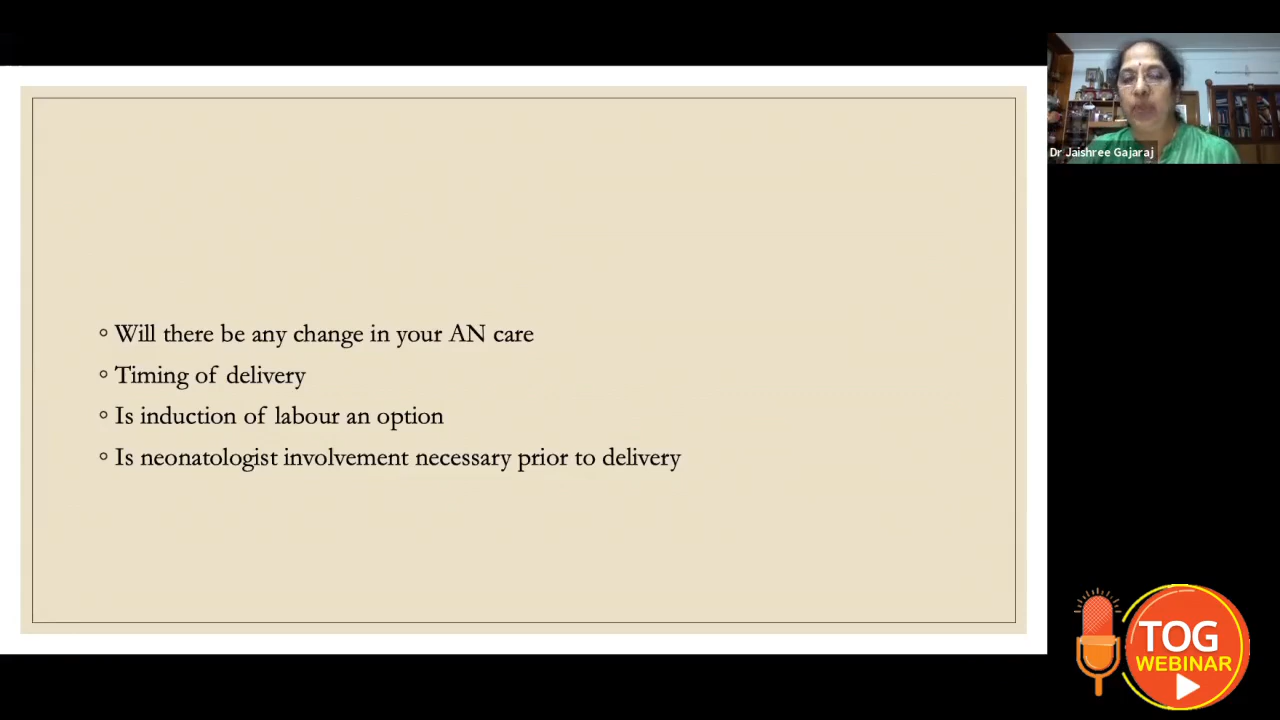 Dr Jaishree Gajaraj
◦ Will there be any change in your AN care
◦ Timing of delivery
◦ Is induction of labour an option
◦ Is neonatologist involvement necessary prior to delivery
TOG
WEBINAR